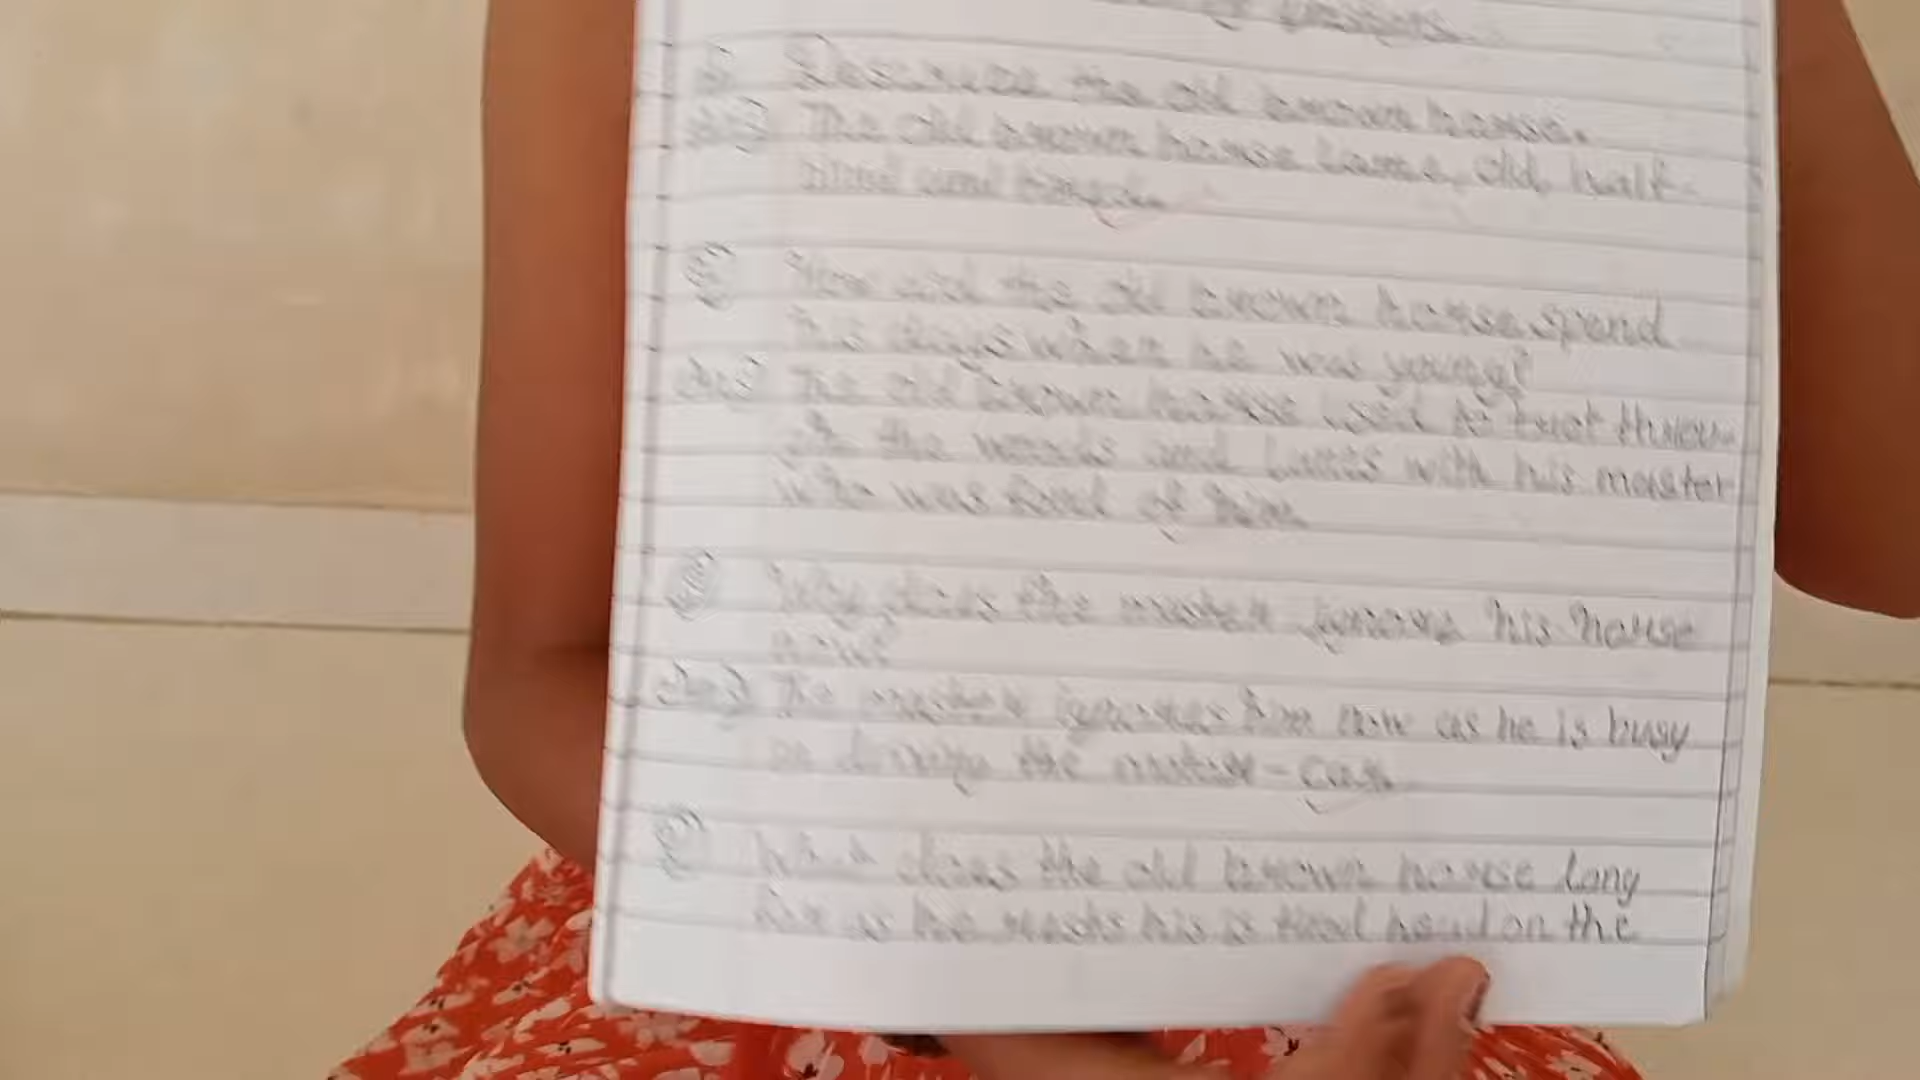 Describe the old brown horse.
The old brown horse lame, old, half-
blind and tired.
How did the old brown horse spend
his days when he was young?
The old brown horse used to trot throu-
gh the woods and lanes with his master
who was fond of him
Why does the master ignore his horse
now?
The master ignores him now as he is busy
driving the motor-car
What does the old brown horse long
for as he rests his tired head on the